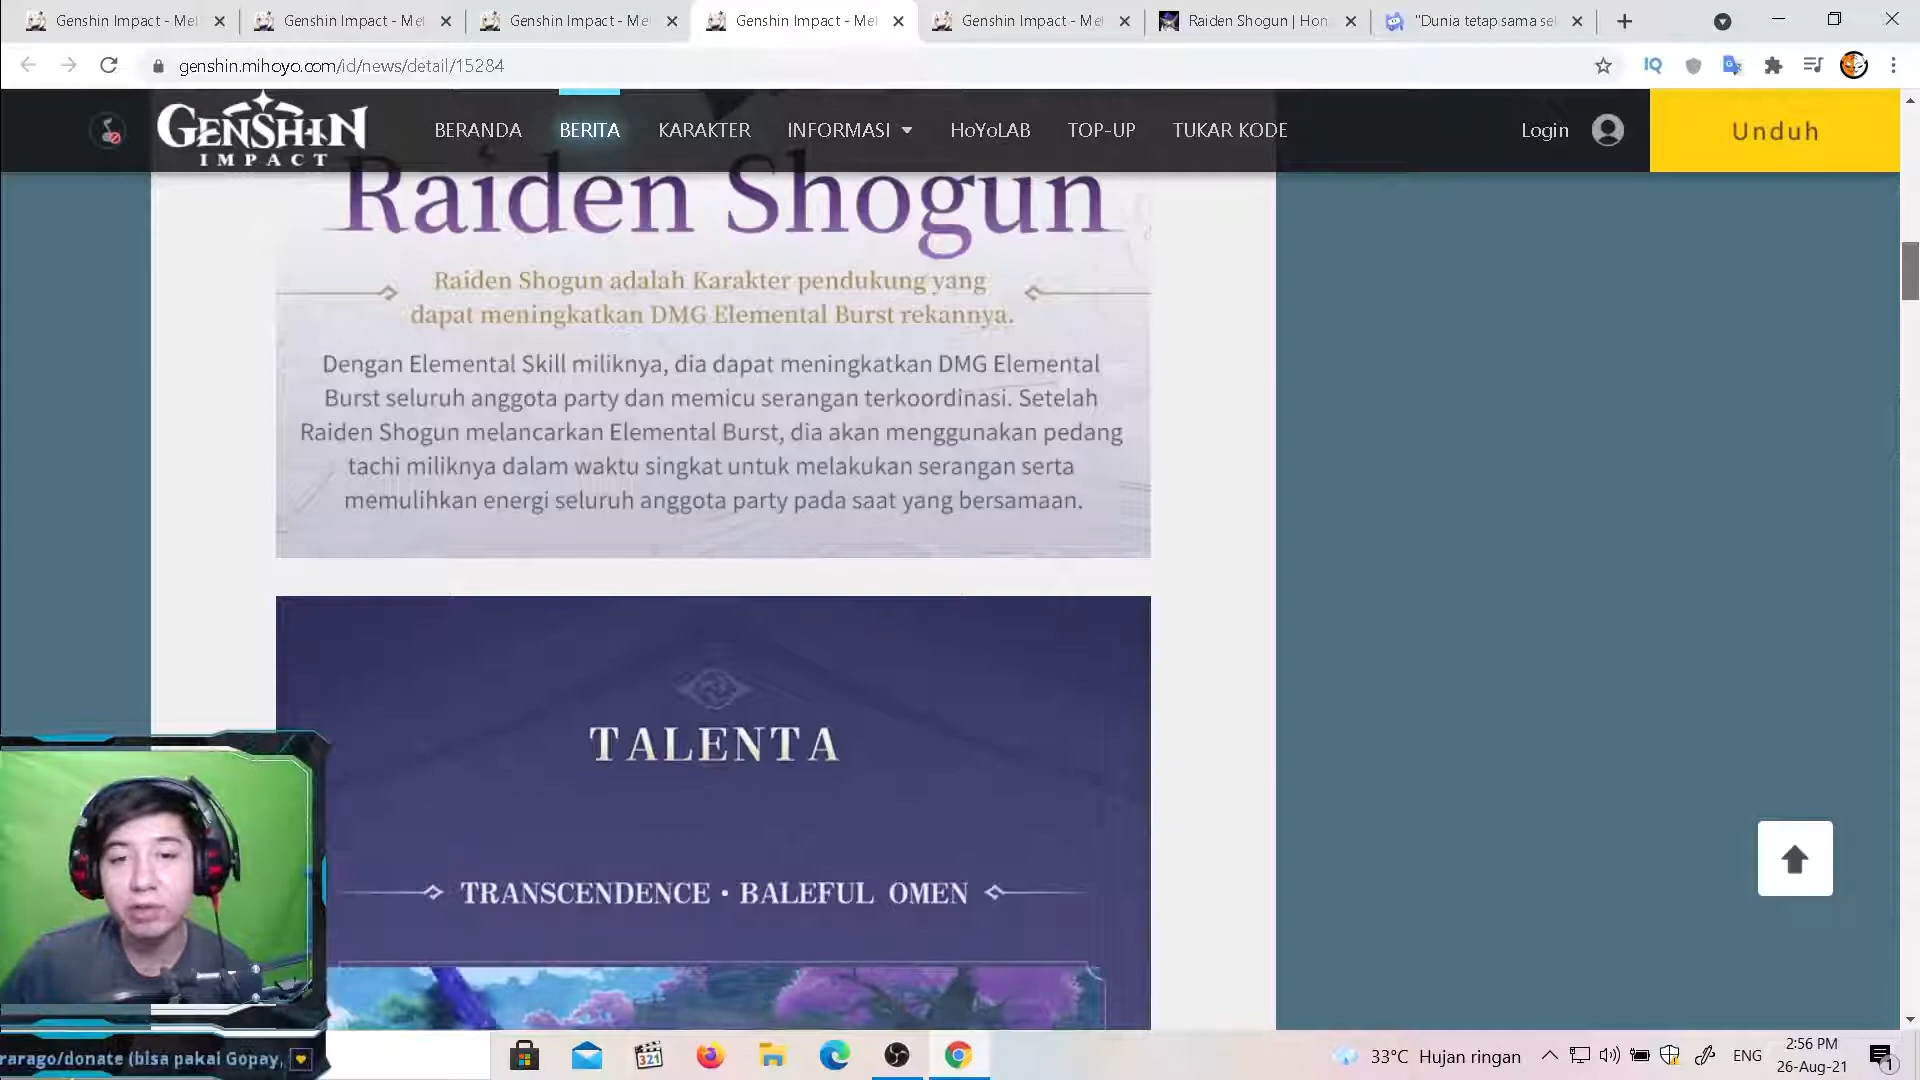 Genshin Impact - Mel
Genshin Impact - Mel
Genshin Impact - Me
Genshin Impact - Mel
Genshin Impact - Me
Raiden Shogun | Hon
"Dunia tetap sama se
genshin.mihoyo.com/id/news/detail/15284
IQ
GENSHIN
IMPACT
BERANDA
BERITA
KARAKTER
INFORMASI
HoYoLAB
TOP-UP
TUKAR KODE
Login
Unduh
Raiden Shogun
Raiden Shogun adalah Karakter pendukung yang
dapat meningkatkan DMG Elemental Burst rekannya.
Dengan Elemental Skill miliknya, dia dapat meningkatkan DMG Elemental
Burst seluruh anggota party dan memicu serangan terkoordinasi. Setelah
Raiden Shogun melancarkan Elemental Burst, dia akan menggunakan pedang
tachi miliknya dalam waktu singkat untuk melakukan serangan serta
memulihkan energi seluruh anggota party pada saat yang bersamaan.
TALENTA
TRANSCENDENCE • BALEFUL OMEN
rarago/donate (bisa pakai Gopay,
321
33°C Hujan ringan
ENG
2:56 PM
26-Aug-21
1